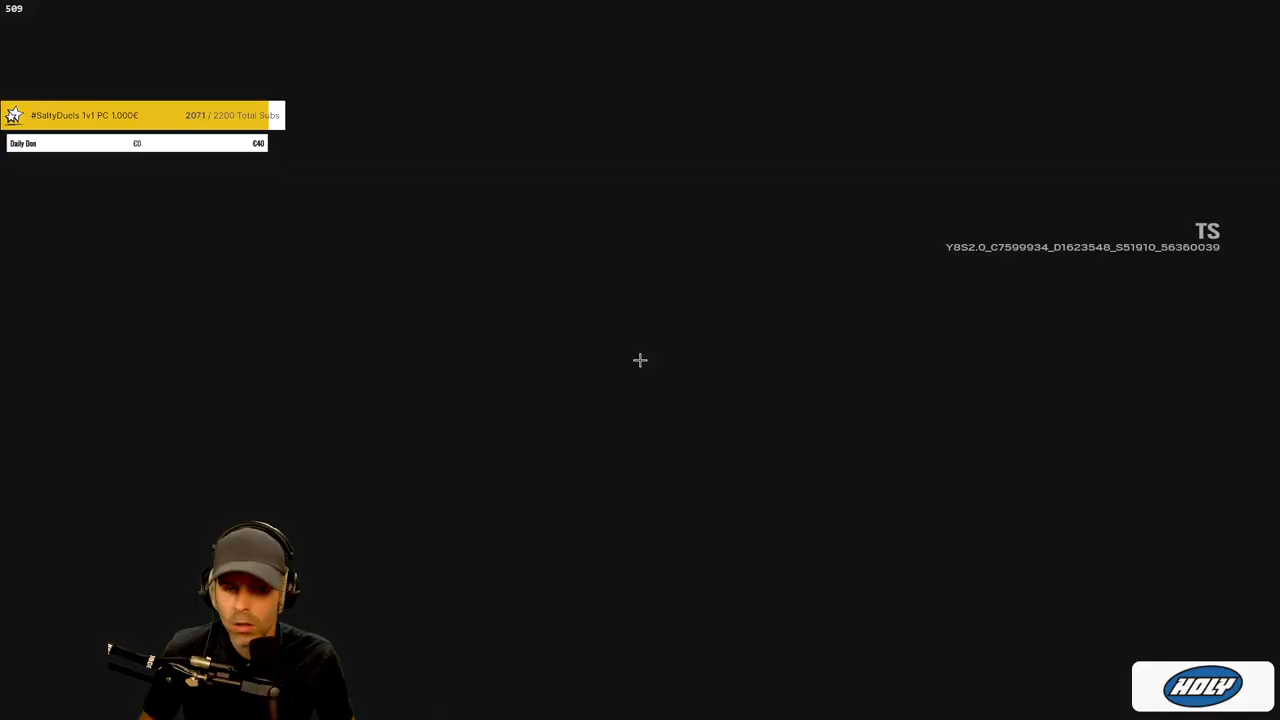 509
#SaltyDuels 1v1 PC 1.000€ 2071 / 2200 Total Subs
Daily Don €0 €40
TS
Y8S2.0_C7599934_D1623548_S51910_56360039
HOLY